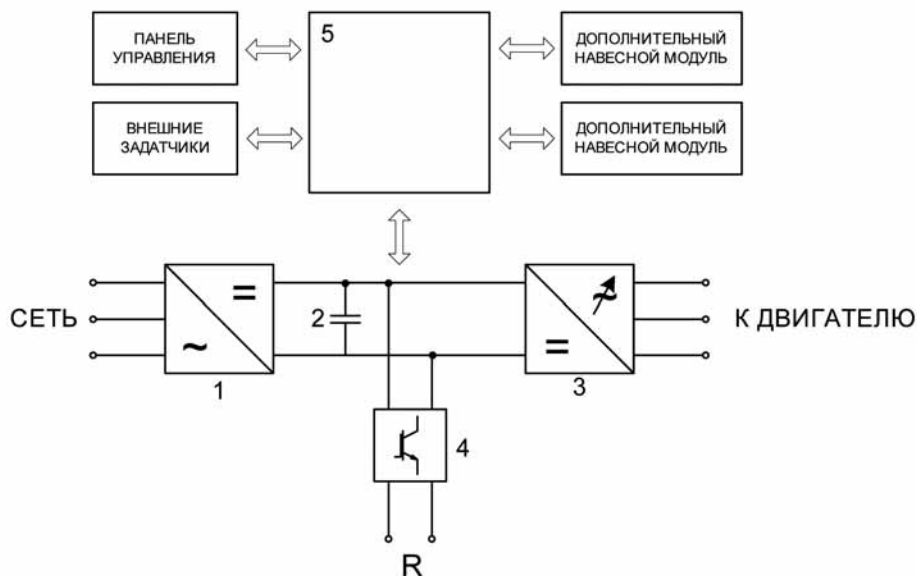 ПАНЕЛЬ
УПРАВЛЕНИЯ
5
ДОПОЛНИТЕЛЬНЫЙ
НАВЕСНОЙ МОДУЛЬ
ВНЕШНИЕ
ЗАДАТЧИКИ
ДОПОЛНИТЕЛЬНЫЙ
НАВЕСНОЙ МОДУЛЬ
СЕТЬ
=
~
1
2
~
=
3
К ДВИГАТЕЛЮ
4
R